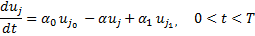 du_j/dt = α_0 u_{j_0} − αu_j + α_1 u_{j_1},  0 < t < T